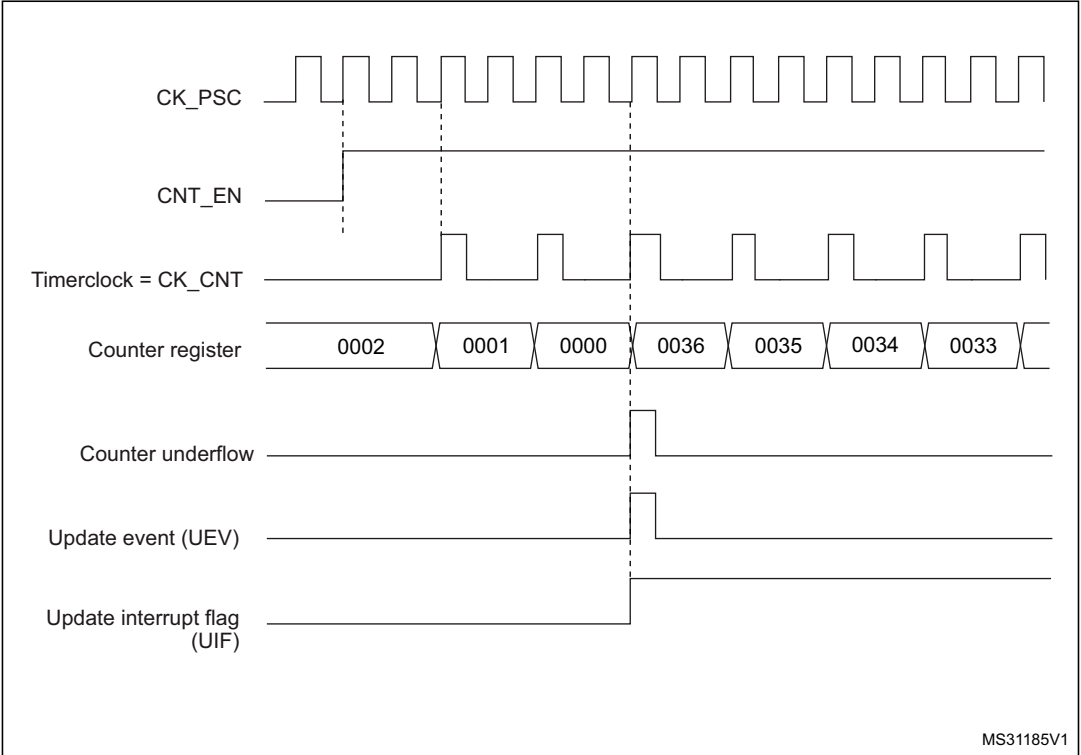 CK_PSC
CNT_EN
Timerclock = CK_CNT
Counter register
0002 0001 0000 0036 0035 0034 0033
Counter underflow
Update event (UEV)
Update interrupt flag
(UIF)
MS31185V1